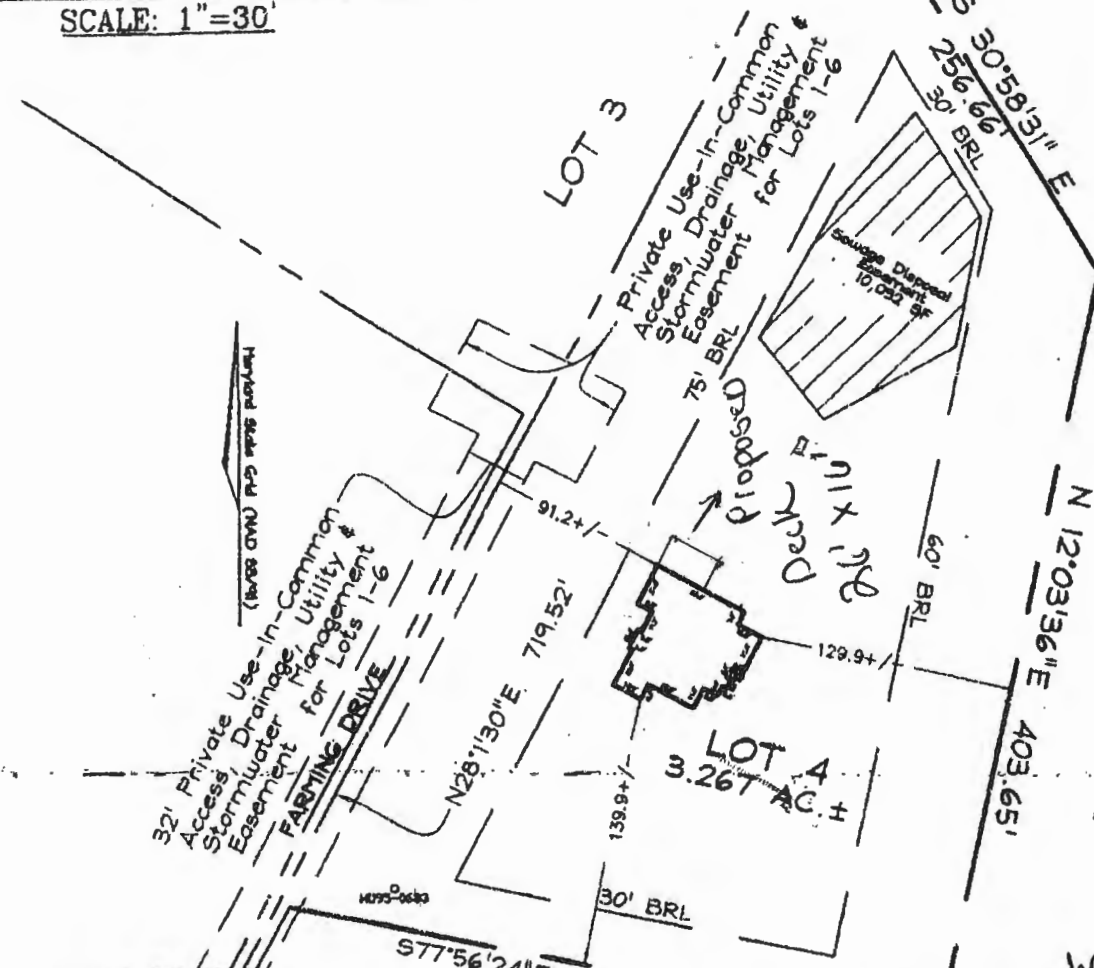 SCALE: 1"=30'
S 30°58'31" E
256.66'
30' BRL
LOT 3
Private Use-In-Common
Access, Drainage, Utility &
Stormwater Management
Easement for Lots 1-6
75' BRL
Sewage Disposal
Easement
10,092 SF
Maryland State Grid (NAD
Proposed
Deck
91.2+/-
60' BRL
N 12°03'36"E 403.65'
129.9+/-
32' Private Use-In-Common
Access, Drainage, Utility &
Stormwater Management
Easement for Lots 1-6
FARMING DRIVE
N28°1'30"E 719.52'
LOT 4
3.267 AC.±
139.9+/-
30' BRL
S77°56'24"